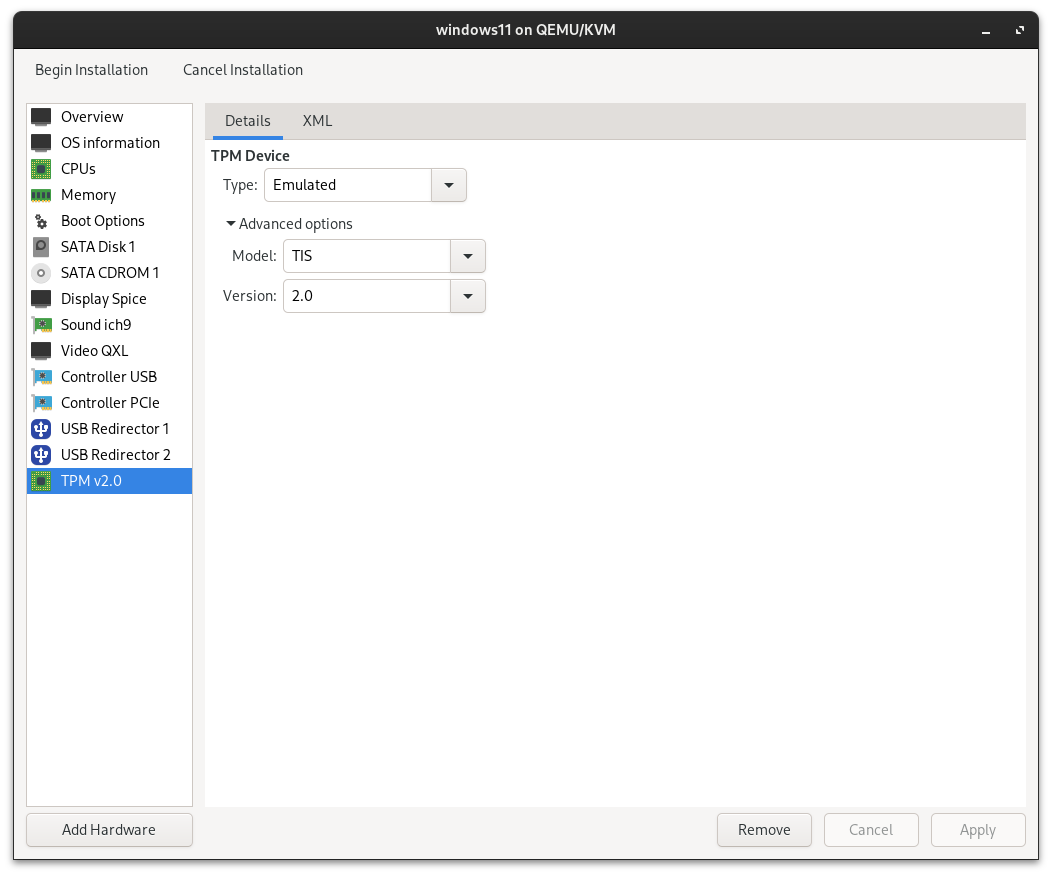 windows11 on QEMU/KVM
Begin Installation Cancel Installation
Overview
OS information
CPUs
Memory
Boot Options
SATA Disk 1
SATA CDROM 1
Display Spice
Sound ich9
Video QXL
Controller USB
Controller PCIe
USB Redirector 1
USB Redirector 2
TPM v2.0
Add Hardware
Details XML
TPM Device
Type: Emulated
Advanced options
Model: TIS
Version: 2.0
Remove Cancel Apply